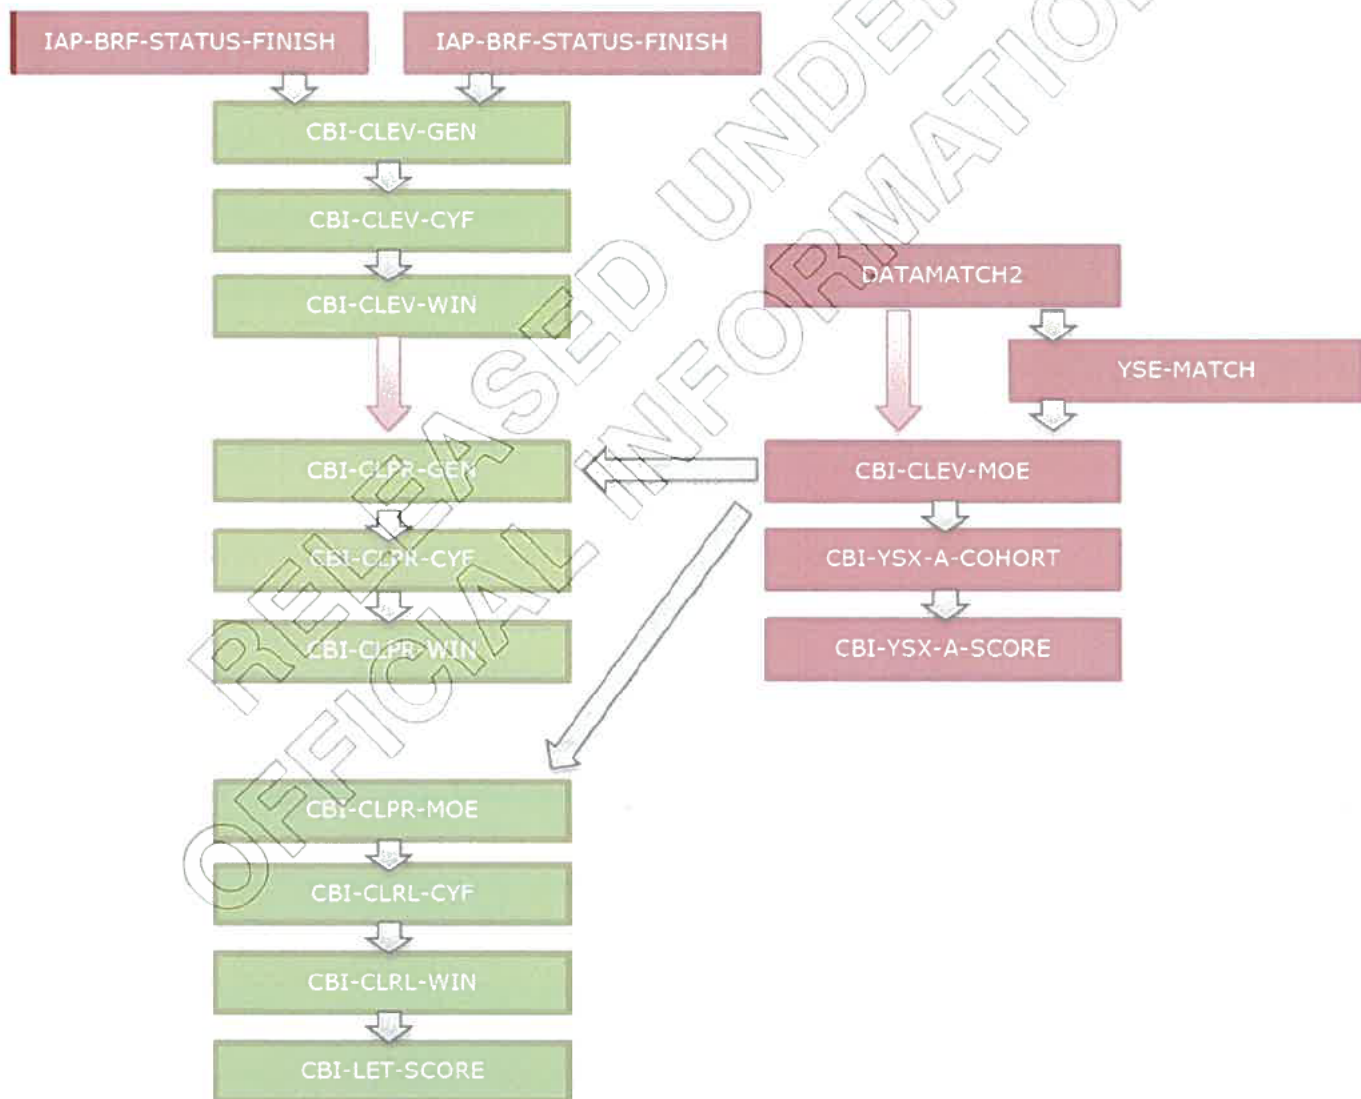 IAP-BRF-STATUS-FINISH
IAP-BRF-STATUS-FINISH
CBI-CLEV-GEN
CBI-CLEV-CYF
CBI-CLEV-WIN
DATAMATCH2
YSE-MATCH
CBI-CLPR-GEN
CBI-CLEV-MOE
CBI-CLPR-CYF
CBI-YSX-A-COHORT
CBI-CLPR-WIN
CBI-YSX-A-SCORE
CBI-CLPR-MOE
CBI-CLRL-CYF
CBI-CLRL-WIN
CBI-LET-SCORE
RELEASED UNDER
OFFICIAL INFORMATION